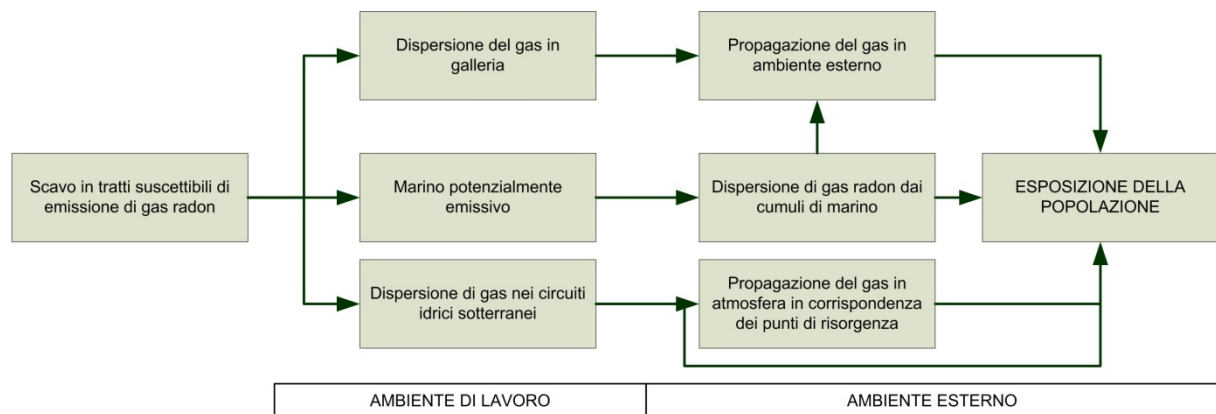 Dispersione del gas in
galleria
Propagazione del gas in
ambiente esterno
Scavo in tratti suscettibili di
emissione di gas radon
Marino potenzialmente
emissivo
Dispersione di gas radon dai
cumuli di marino
ESPOSIZIONE DELLA
POPOLAZIONE
Dispersione di gas nei circuiti
idrici sotterranei
Propagazione del gas in
atmosfera in corrispondenza
dei punti di risorgenza
AMBIENTE DI LAVORO
AMBIENTE ESTERNO